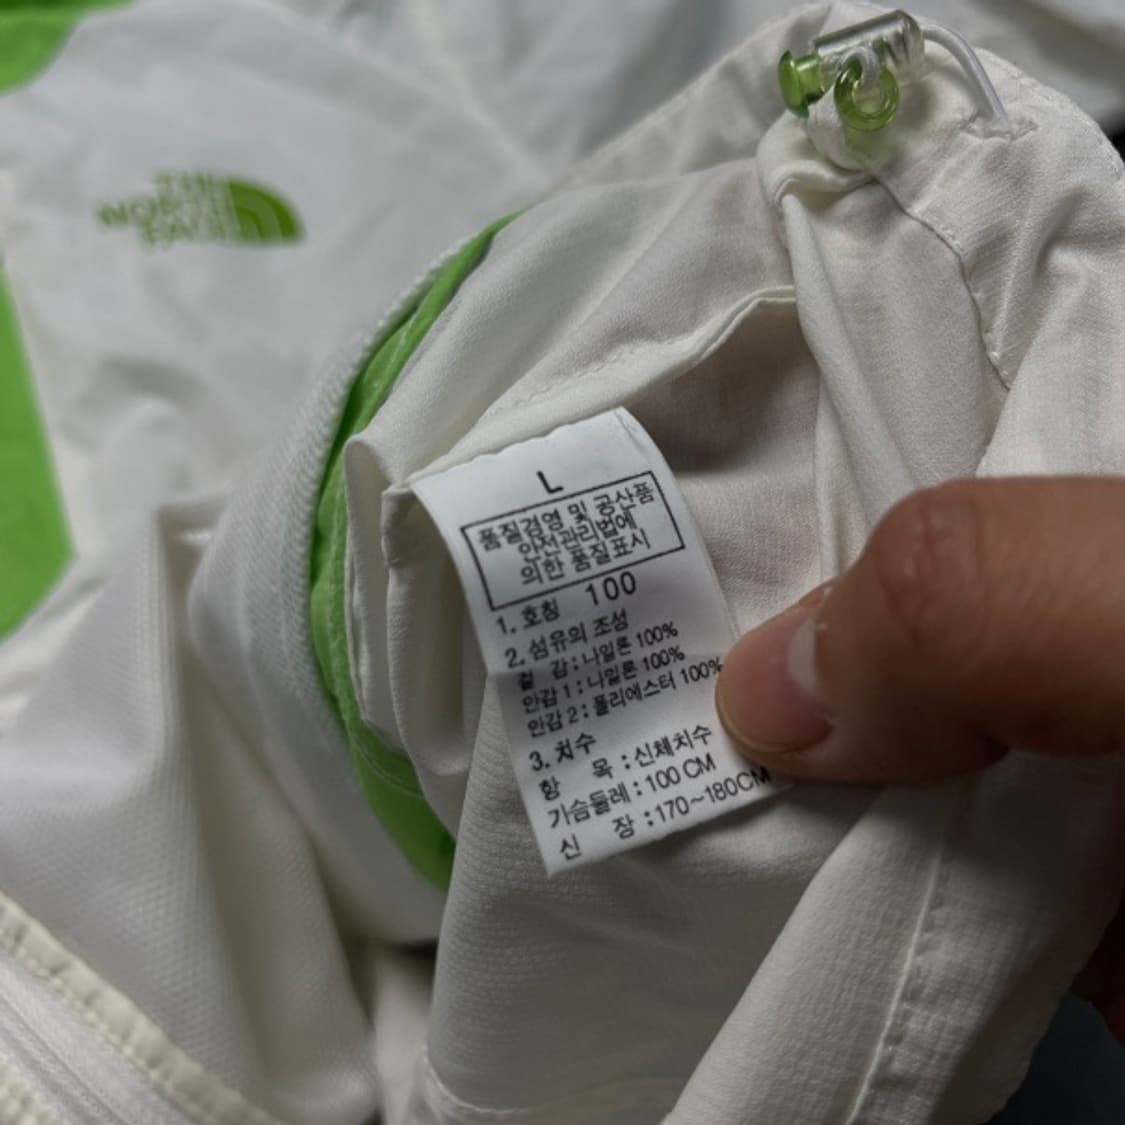 THE
NORTH
FACE
L
품질경영 및 공산품
안전관리법에
의한 품질표시
1. 호칭 100
2. 섬유의 조성
겉 감 : 나일론 100%
안감 1 : 나일론 100%
안감 2 : 폴리에스터 100%
3. 치수
항 목 : 신체치수
가슴둘레 : 100 CM
신 장 : 170~180CM